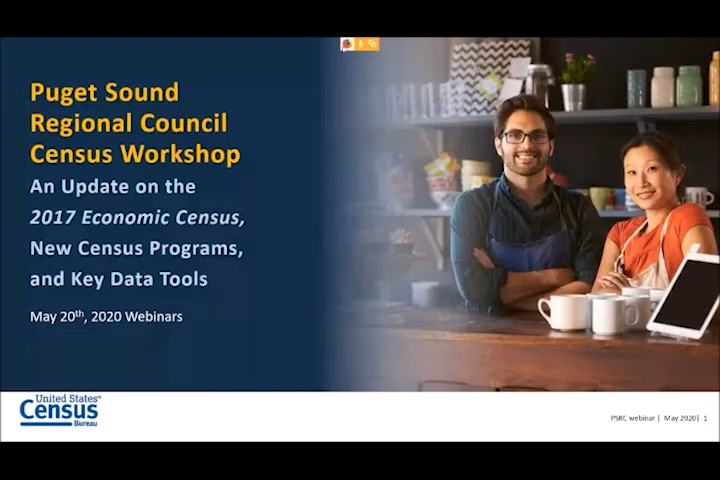 Puget Sound
Regional Council
Census Workshop
An Update on the
2017 Economic Census,
New Census Programs,
and Key Data Tools
May 20th, 2020 Webinars
United States®
Census
Bureau
PSRC webinar | May 2020| 1